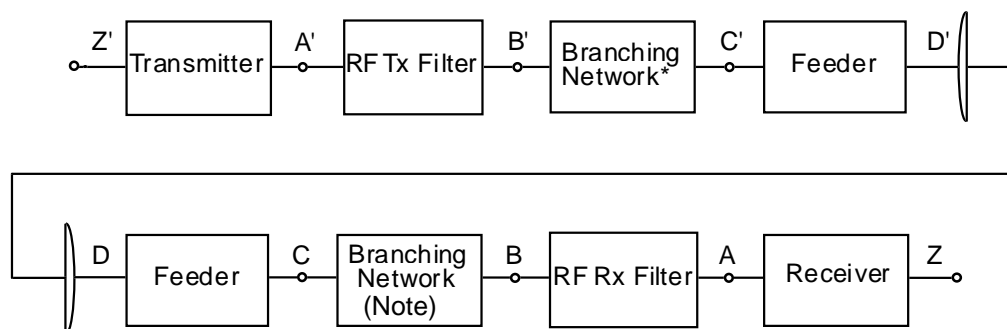 Z'
Transmitter
A'
RF Tx Filter
B'
Branching
Network*
C'
Feeder
D'
D
Feeder
C
Branching
Network
(Note)
B
RF Rx Filter
A
Receiver
Z